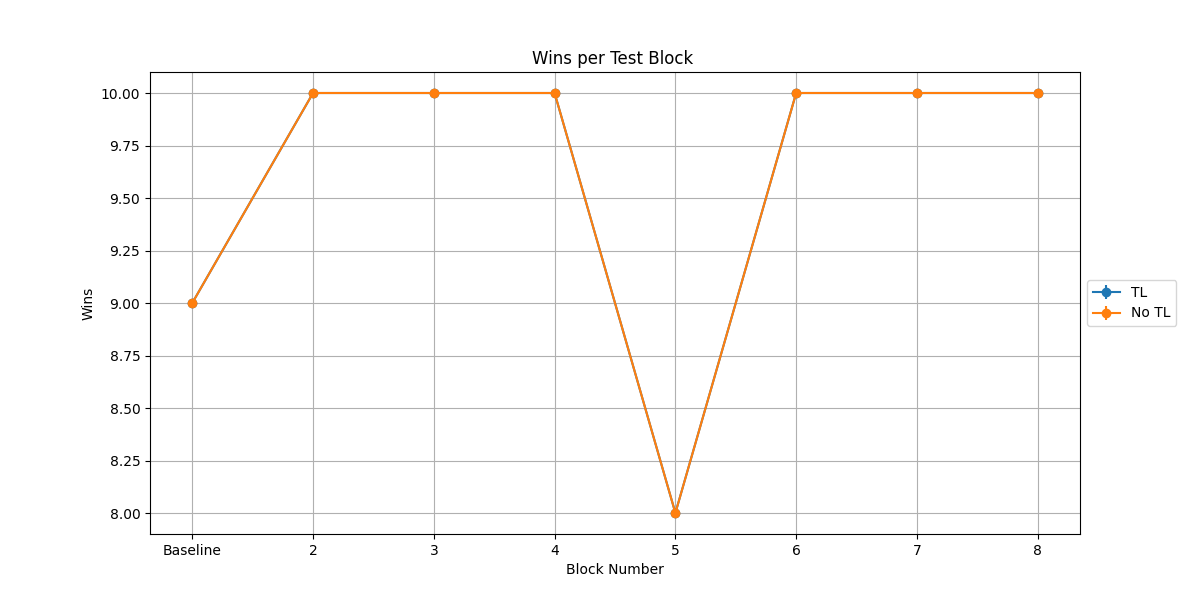 Wins per Test Block
10.00
9.75
9.50
9.25
9.00
8.75
8.50
8.25
8.00
Wins
Baseline 2 3 4 5 6 7 8
Block Number
TL
No TL